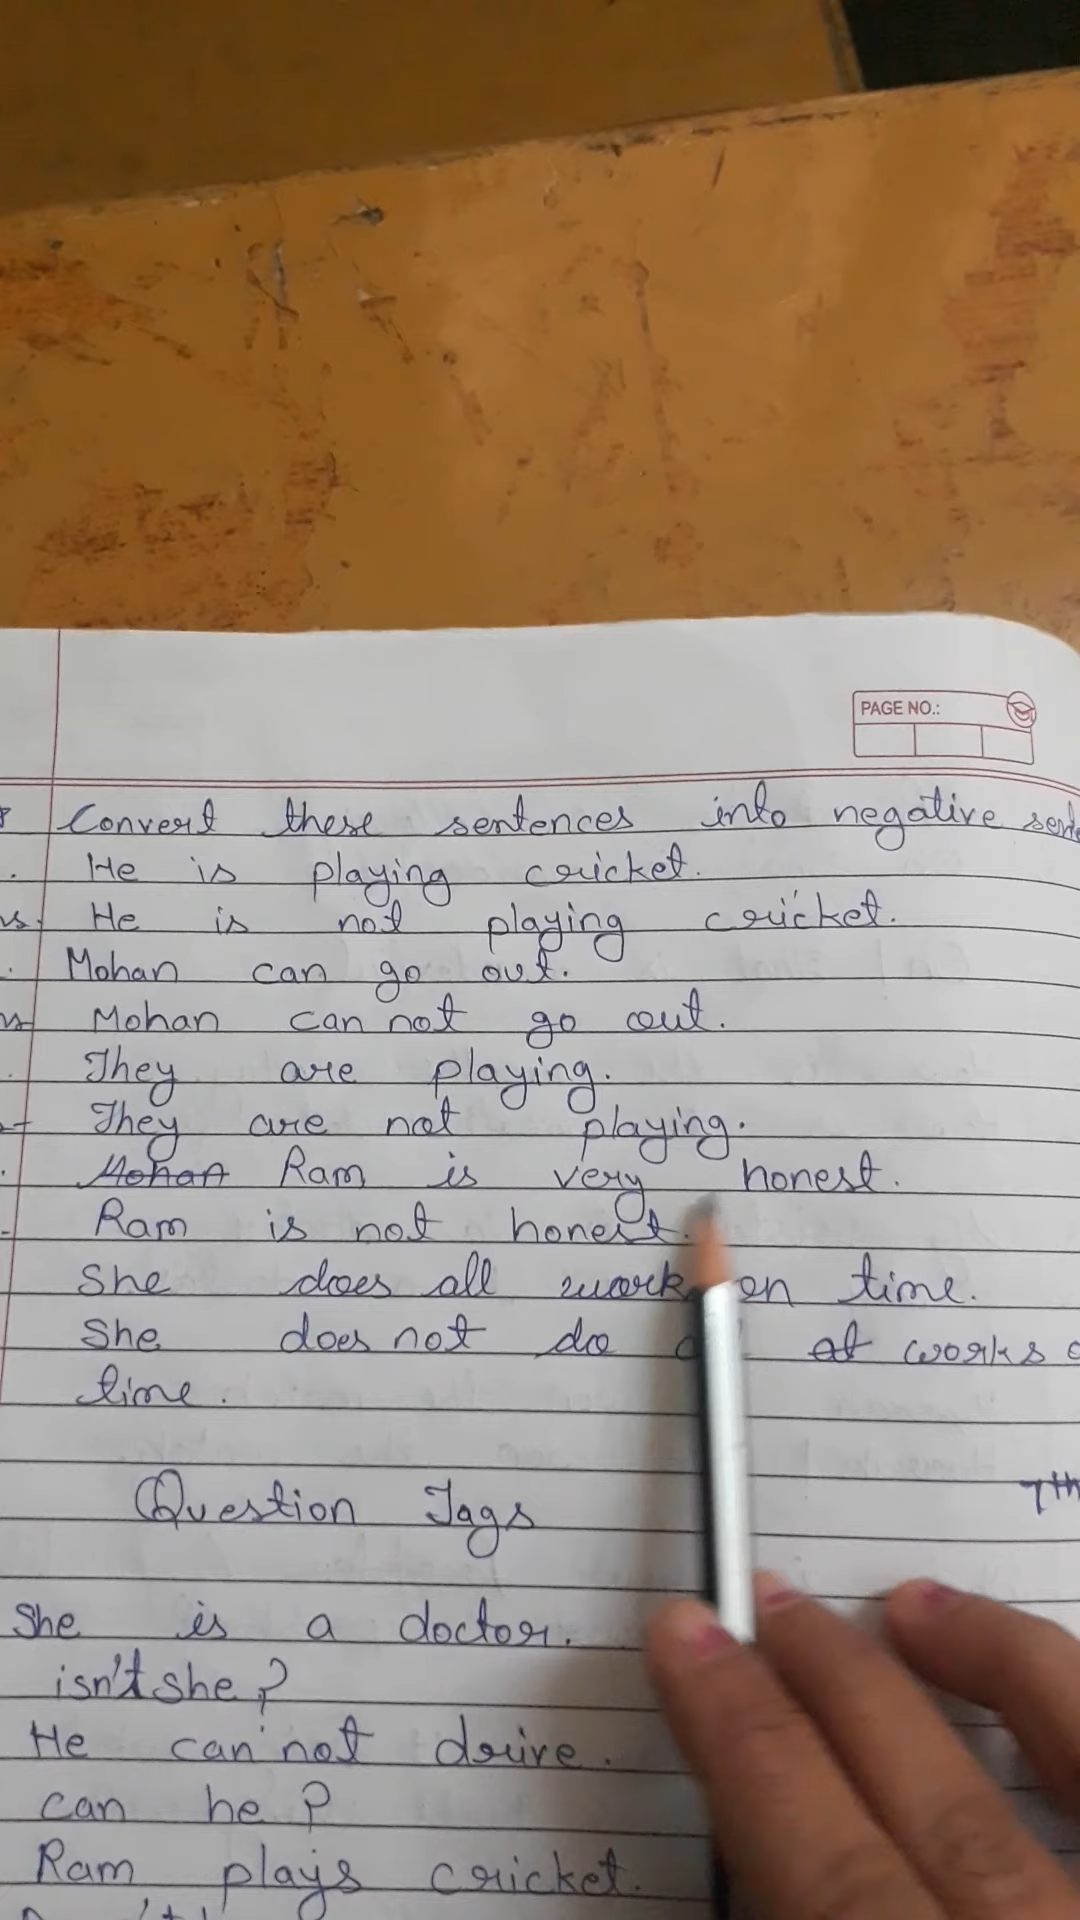 PAGE NO.:
Convert these sentences into negative
He is playing cricket.
He is not playing cricket.
Mohan can go out.
Mohan can not go out.
They are playing.
They are not playing.
Mohan Ram is very honest.
Ram is not honest.
She does all work on time.
She does not do at works
time.
Question Tags
7th
She is a doctor.
isn't she?
He can not drive.
can he?
Ram plays cricket.